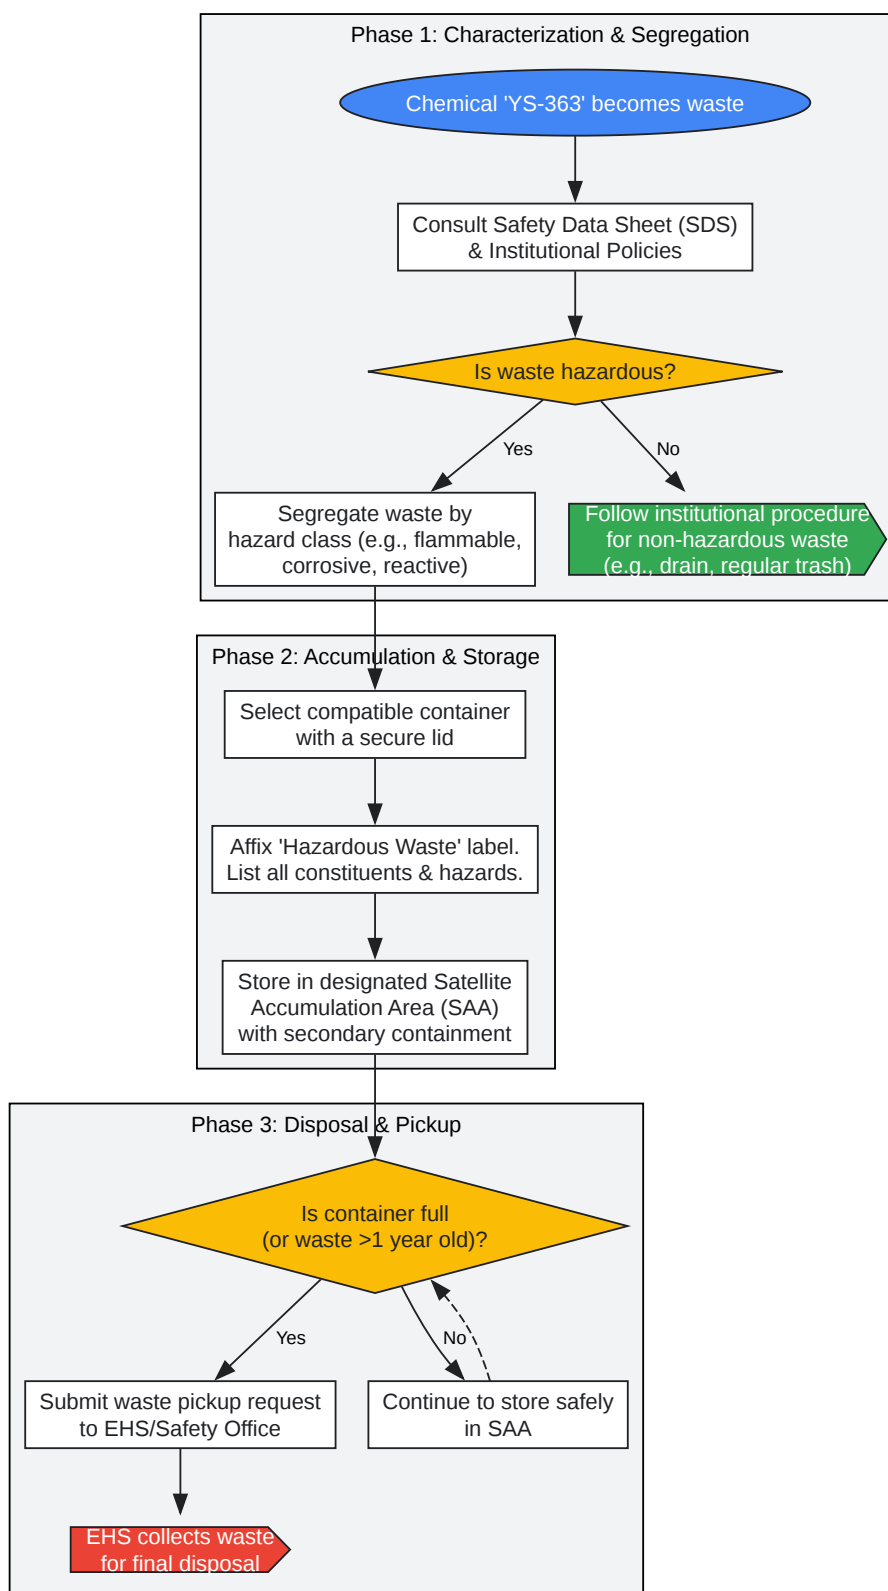 Phase 1: Characterization & Segregation
Chemical 'YS-363' becomes waste
Consult Safety Data Sheet (SDS)
& Institutional Policies
Is waste hazardous?
Yes
No
Segregate waste by
hazard class (e.g., flammable,
corrosive, reactive)
Follow institutional procedure
for non-hazardous waste
(e.g., drain, regular trash)
Phase 2: Accumulation & Storage
Select compatible container
with a secure lid
Affix 'Hazardous Waste' label.
List all constituents & hazards.
Store in designated Satellite
Accumulation Area (SAA)
with secondary containment
Phase 3: Disposal & Pickup
Is container full
(or waste >1 year old)?
Yes
No
Submit waste pickup request
to EHS/Safety Office
Continue to store safely
in SAA
EHS collects waste
for final disposal